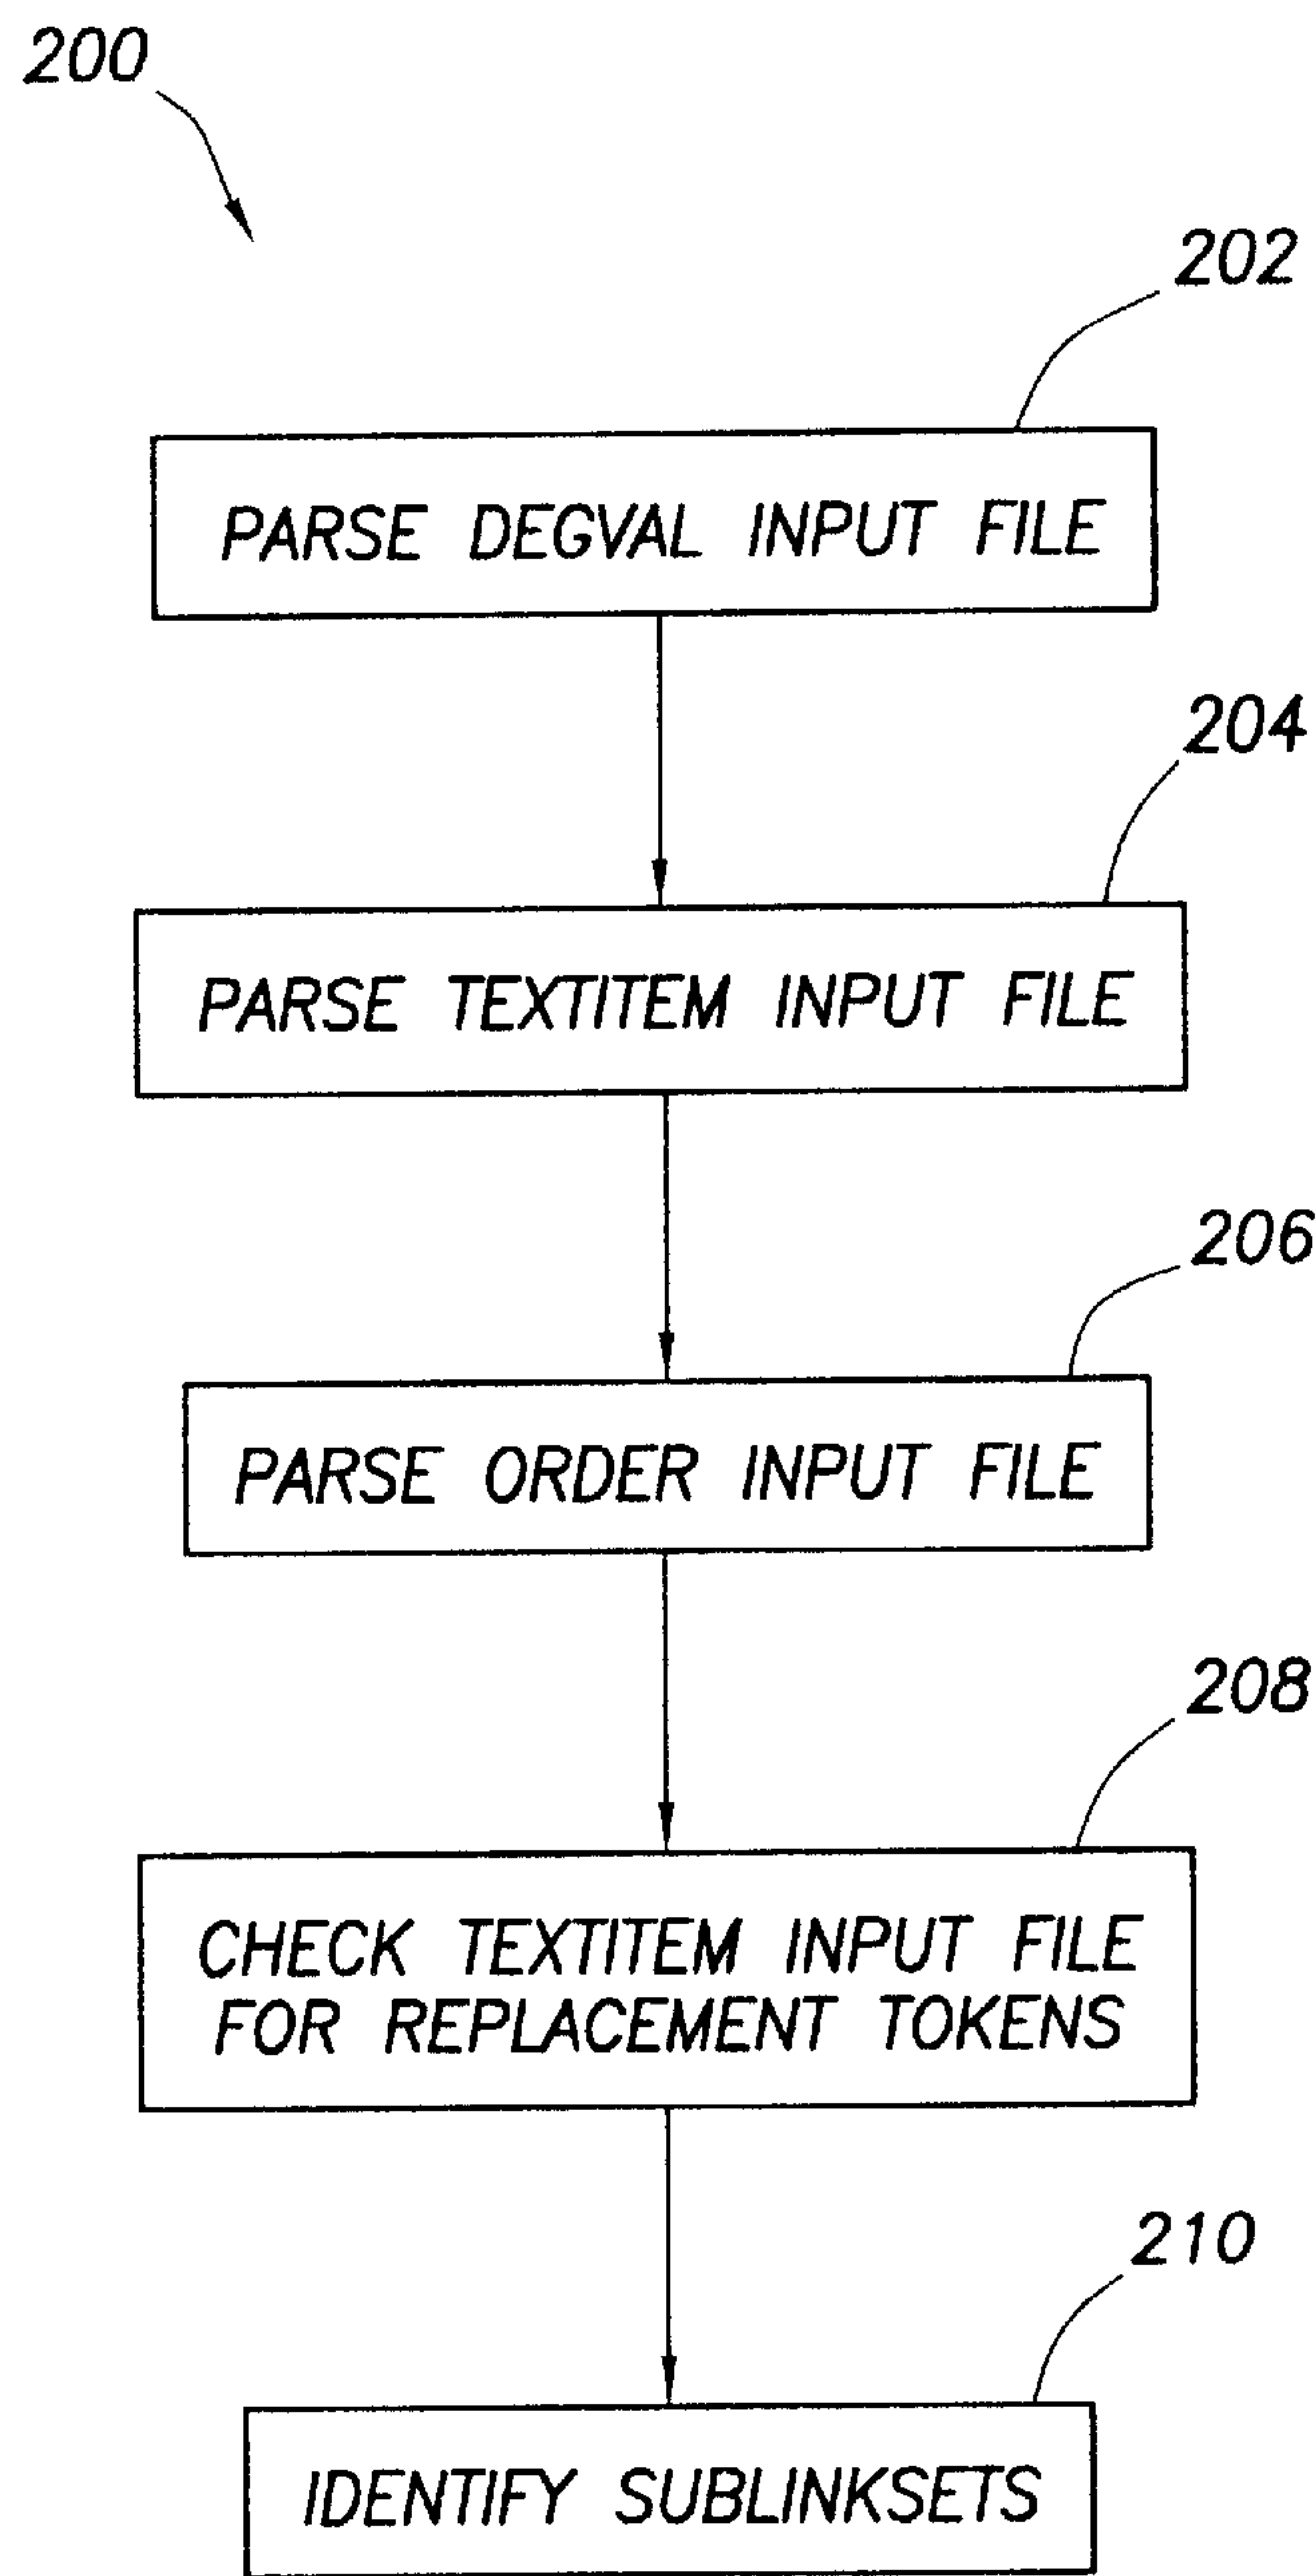 200
202
PARSE DEGVAL INPUT FILE
204
PARSE TEXTITEM INPUT FILE
206
PARSE ORDER INPUT FILE
208
CHECK TEXTITEM INPUT FILE
FOR REPLACEMENT TOKENS
210
IDENTIFY SUBLINKSETS